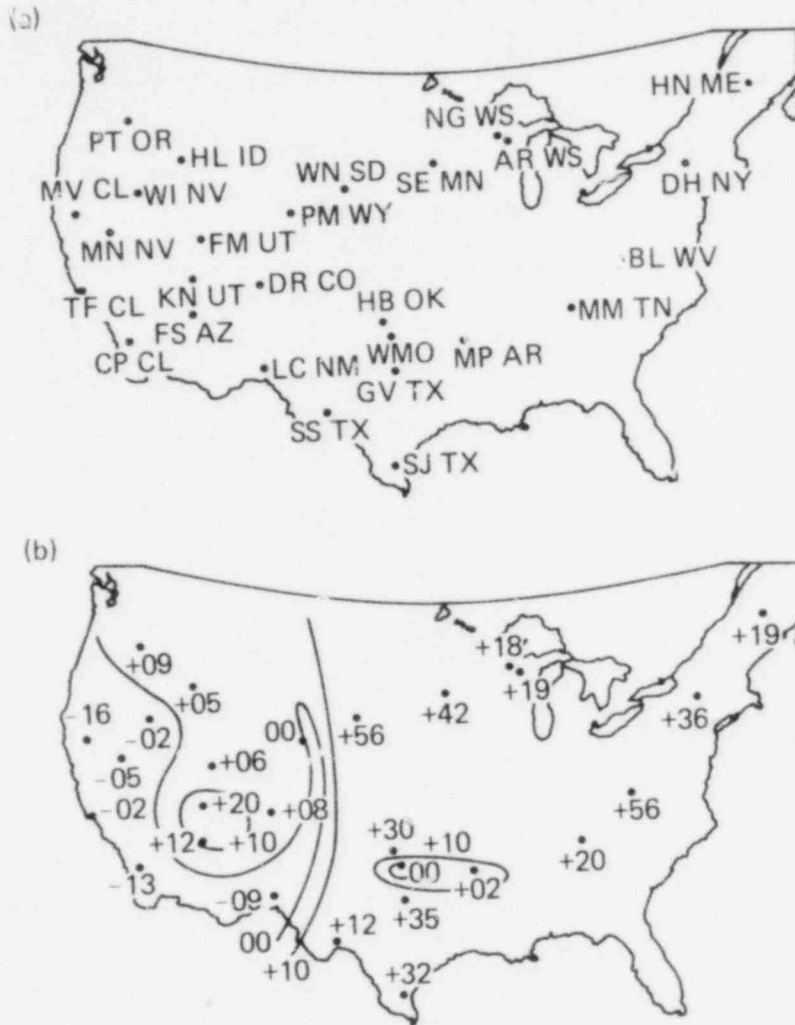 (a)
HN ME
NG WS
PT OR
HL ID
AR WS
WN SD
SE MN
DH NY
MV CL
WI NV
PM WY
MN NV
FM UT
BL WV
DR CO
KN UT
TF CL
HB OK
MM TN
FS AZ
WMO
MP AR
CP CL
LC NM
GV TX
SS TX
SJ TX
(b)
+19
+18
+09
+19
+05
+42
+36
-16
-02
00
+56
-05
+06
+20
+08
-02
+56
+12
+10
+30
+10
+20
00
+02
-13
-09
+35
+12
00
+10
+32